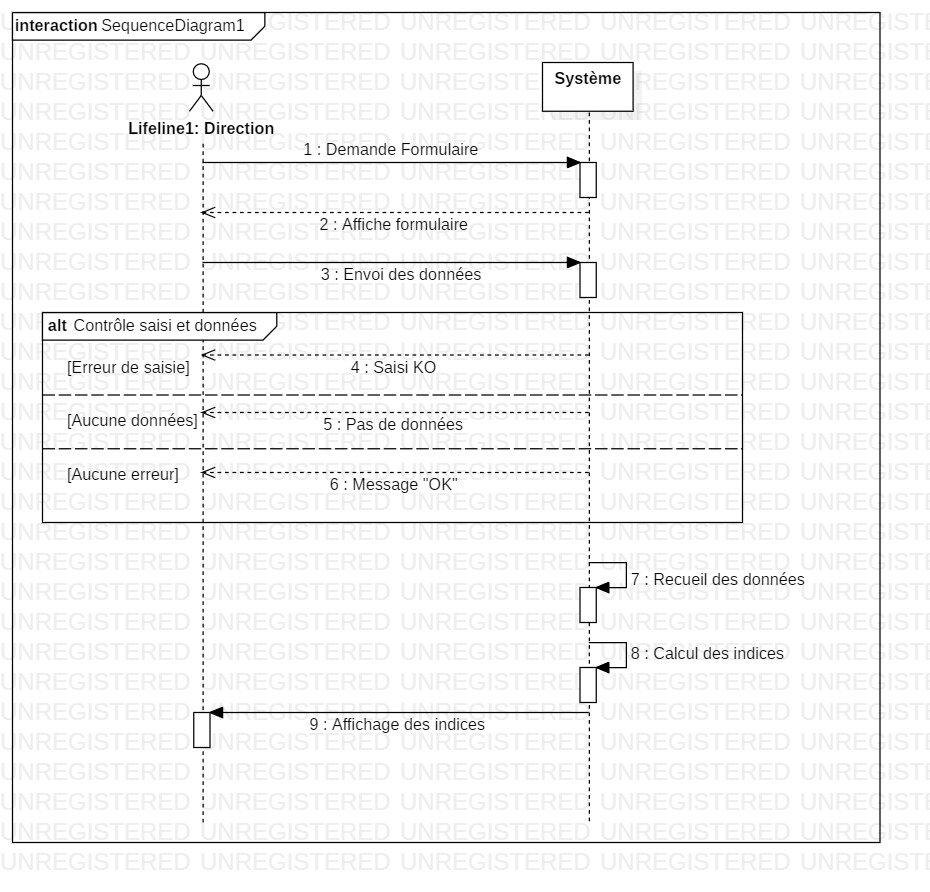 interaction SequenceDiagram1
Système
Lifeline1: Direction
1 : Demande Formulaire
2 : Affiche formulaire
3 : Envoi des données
alt Contrôle saisi et données
[Erreur de saisie]
4 : Saisi KO
[Aucune données]
5 : Pas de données
[Aucune erreur]
6 : Message "OK"
7 : Recueil des données
8 : Calcul des indices
9 : Affichage des indices
UNREGISTERED